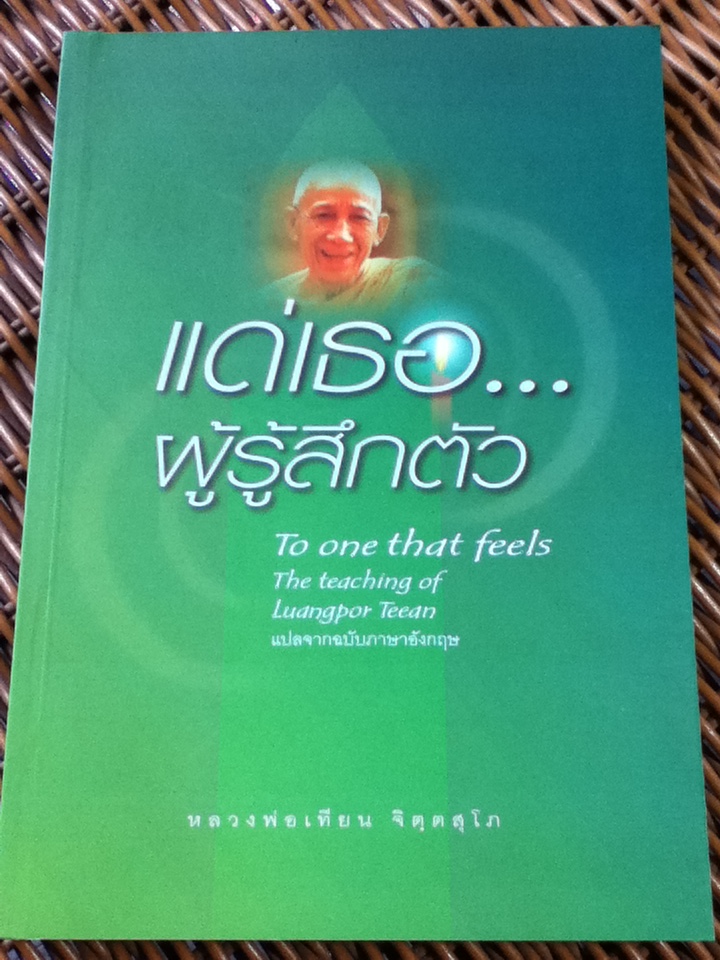 แด่เธอ...
ผู้รู้สึกตัว
To one that feels
The teaching of
Luangpor Teean
แปลจากฉบับภาษาอังกฤษ
หลวงพ่อเทียน จิตฺตสุโภ